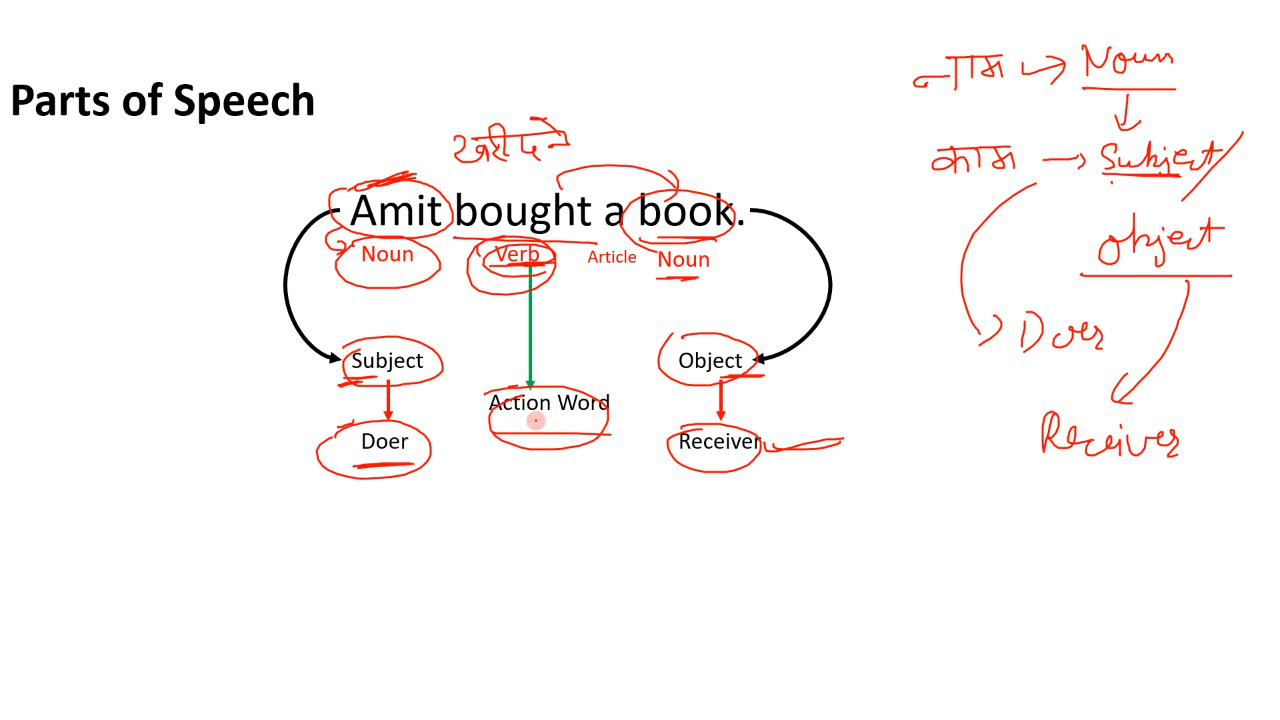 Parts of Speech
नाम → Noun
काम → Subject/
Object
Doer
Receiver
खरीदने
Amit bought a book.
Noun Verb Article Noun
Subject
Object
Action Word
Doer
Receiver